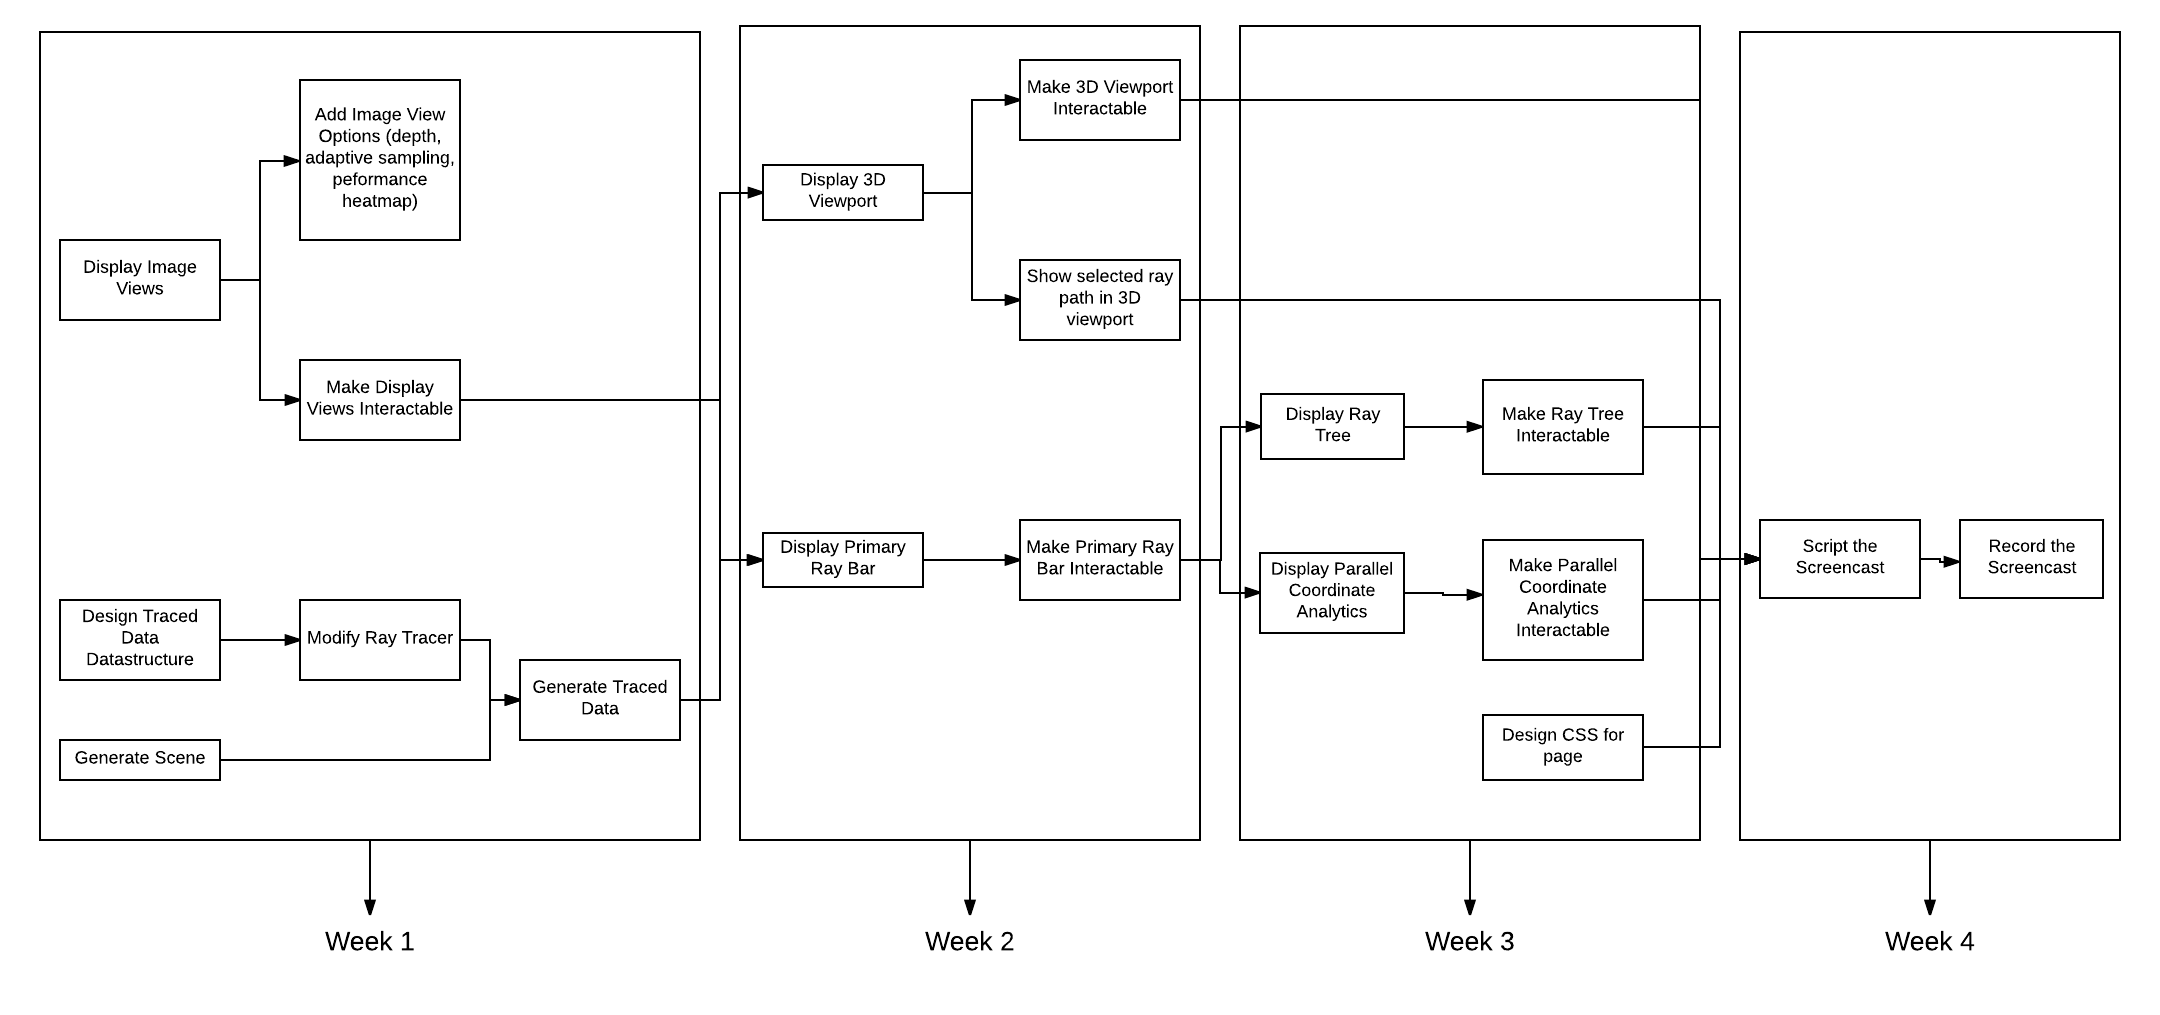 Add Image View
Options (depth,
adaptive sampling,
peformance
heatmap)
Display Image
Views
Make Display
Views Interactable
Design Traced
Data
Datastructure
Modify Ray Tracer
Generate Traced
Data
Generate Scene
Week 1
Make 3D Viewport
Interactable
Display 3D
Viewport
Show selected ray
path in 3D
viewport
Display Primary
Ray Bar
Make Primary Ray
Bar Interactable
Week 2
Display Ray
Tree
Make Ray Tree
Interactable
Display Parallel
Coordinate
Analytics
Make Parallel
Coordinate
Analytics
Interactable
Design CSS for
page
Week 3
Script the
Screencast
Record the
Screencast
Week 4